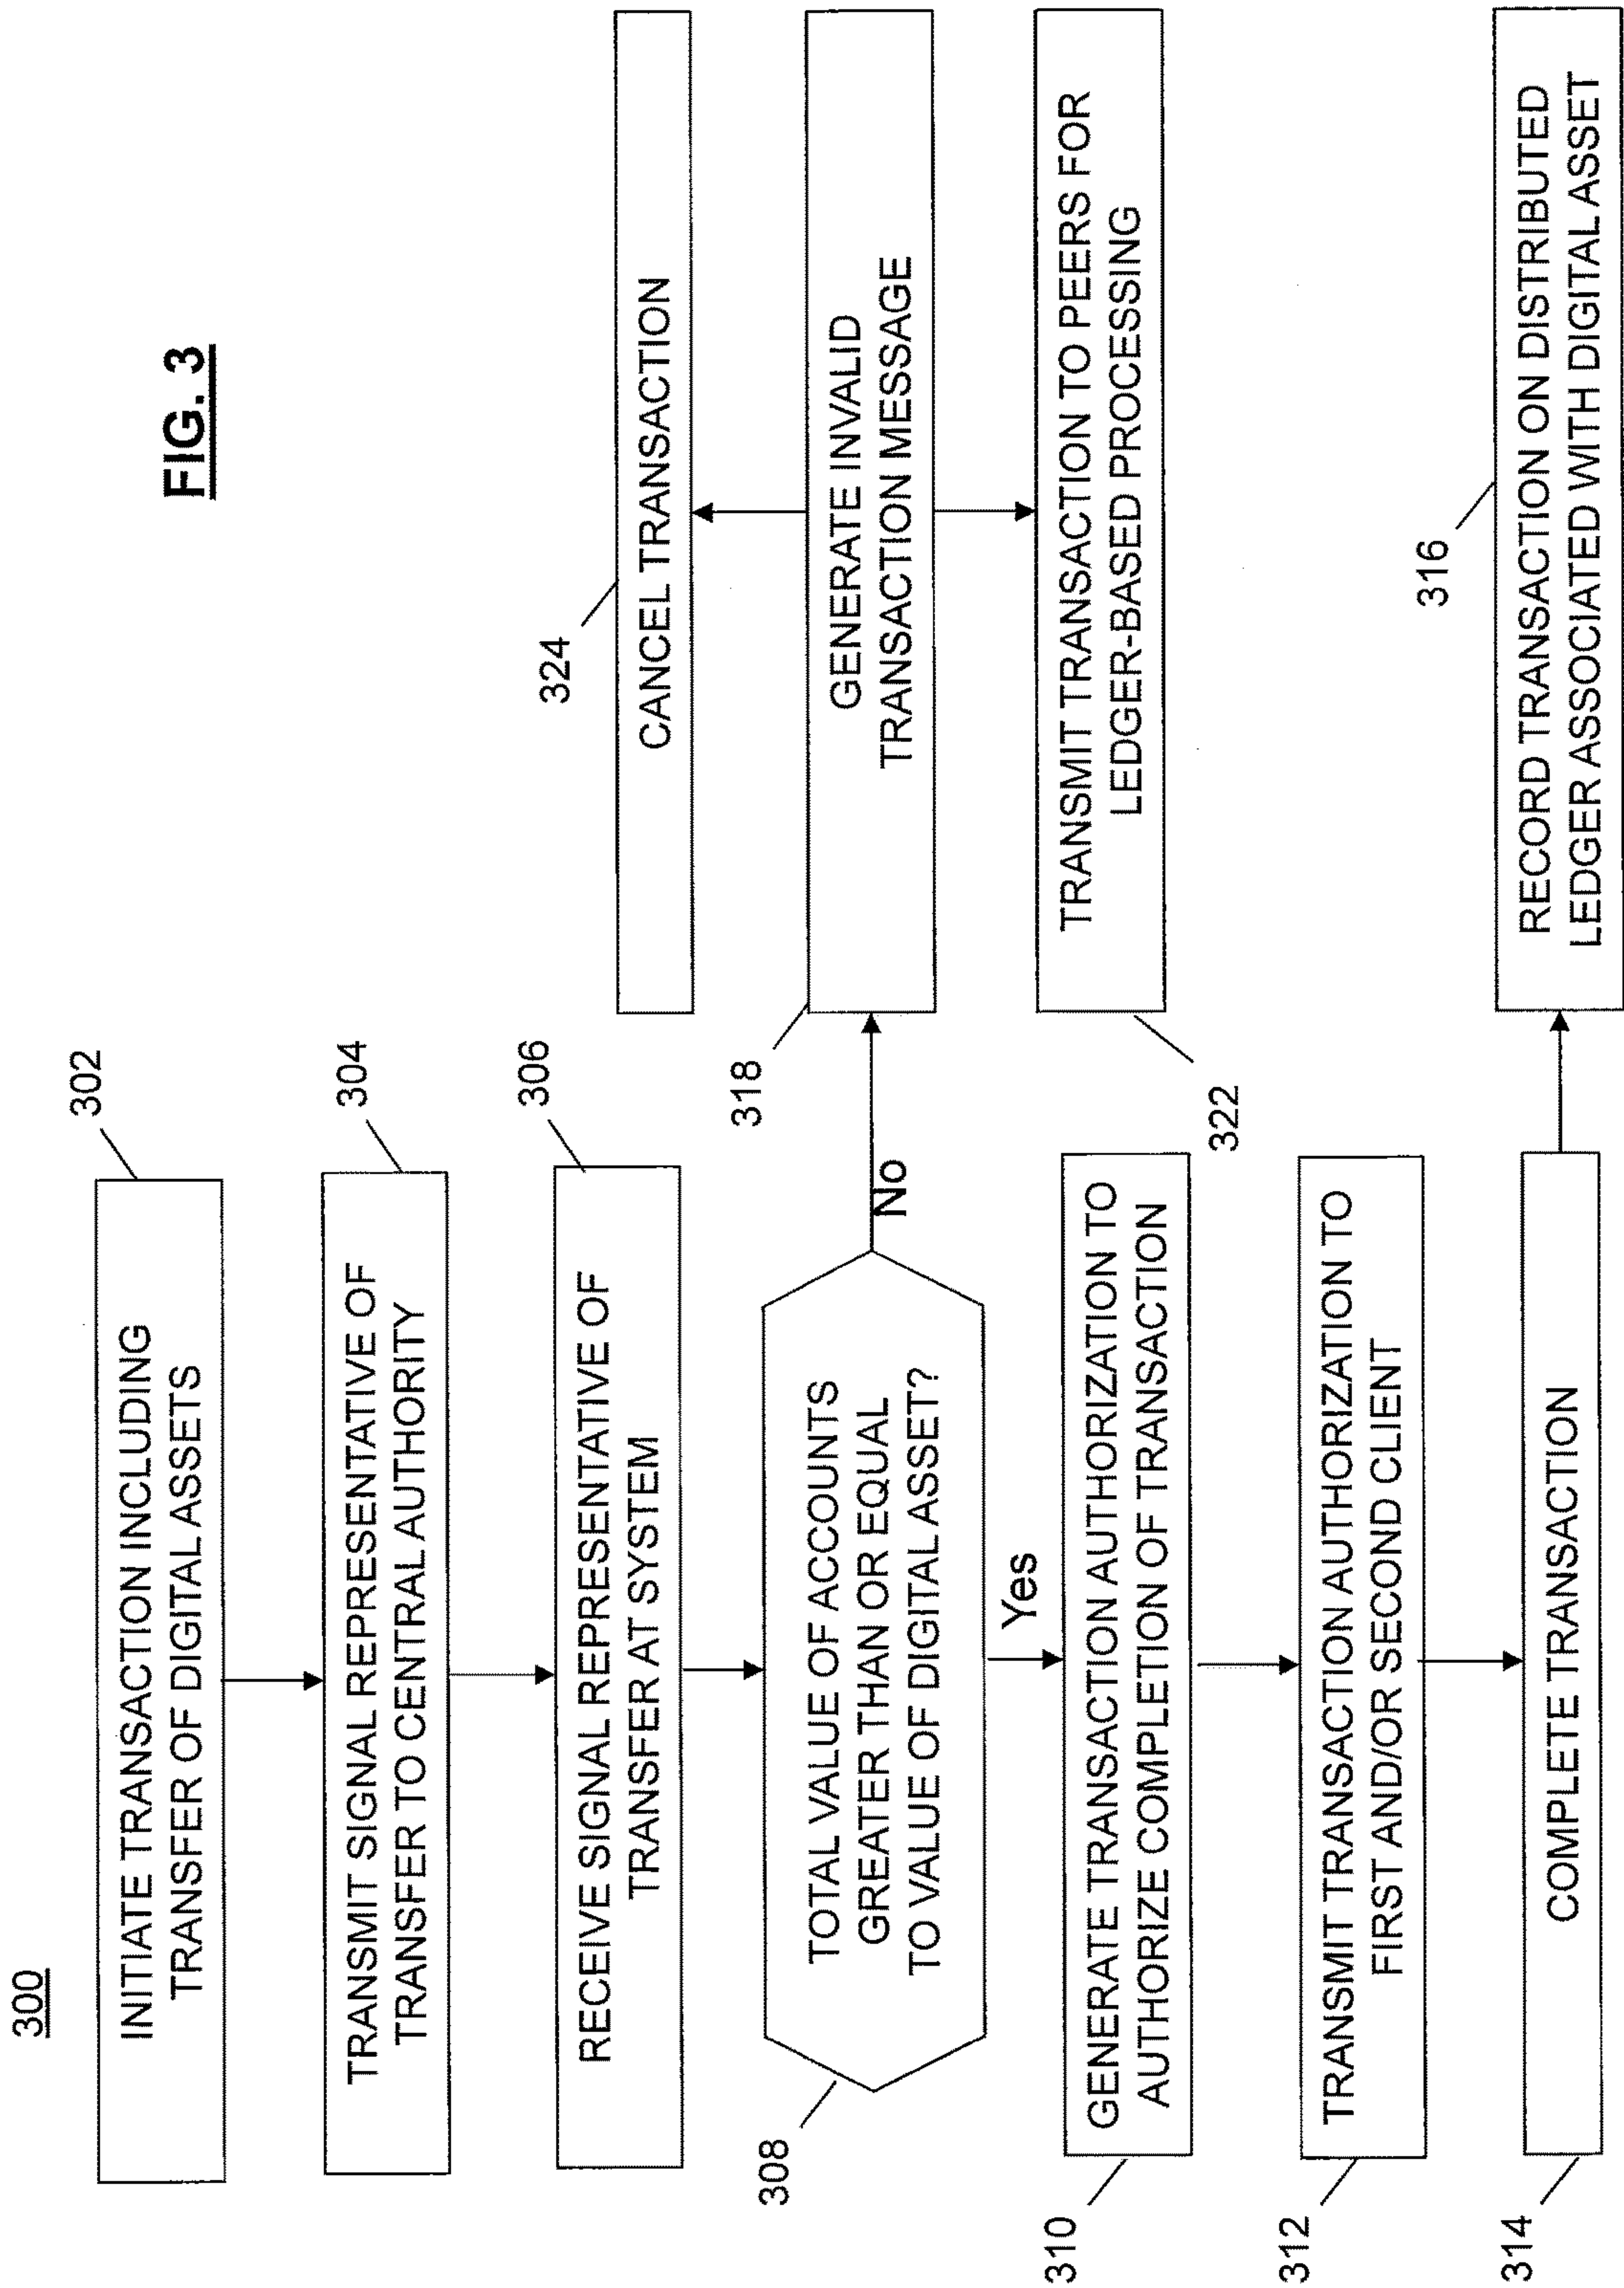 FIG. 3
300
302
INITIATE TRANSACTION INCLUDING
TRANSFER OF DIGITAL ASSETS
304
TRANSMIT SIGNAL REPRESENTATIVE OF
TRANSFER TO CENTRAL AUTHORITY
306
RECEIVE SIGNAL REPRESENTATIVE OF
TRANSFER AT SYSTEM
308
TOTAL VALUE OF ACCOUNTS
GREATER THAN OR EQUAL
TO VALUE OF DIGITAL ASSET?
No
Yes
324
CANCEL TRANSACTION
318
GENERATE INVALID
TRANSACTION MESSAGE
322
TRANSMIT TRANSACTION TO PEERS FOR
LEDGER-BASED PROCESSING
310
GENERATE TRANSACTION AUTHORIZATION TO
AUTHORIZE COMPLETION OF TRANSACTION
312
TRANSMIT TRANSACTION AUTHORIZATION TO
FIRST AND/OR SECOND CLIENT
314
COMPLETE TRANSACTION
316
RECORD TRANSACTION ON DISTRIBUTED
LEDGER ASSOCIATED WITH DIGITAL ASSET